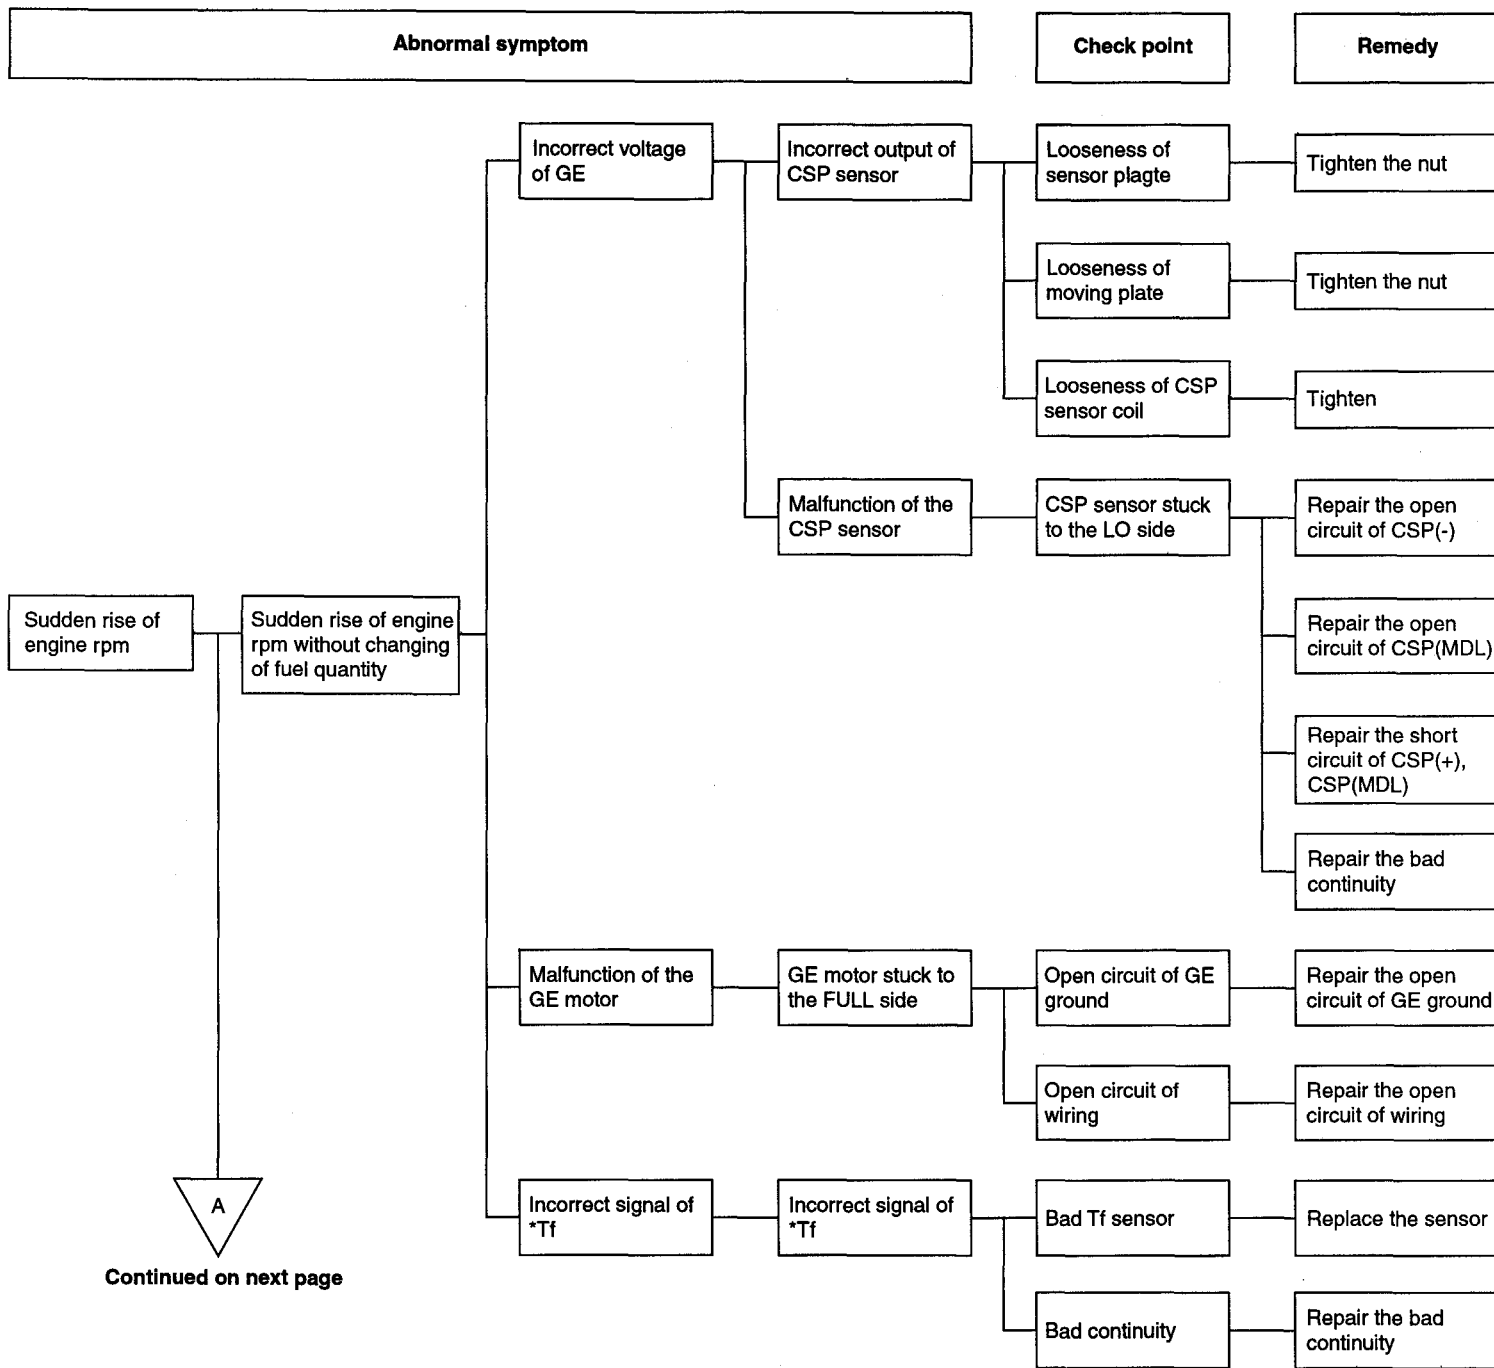 Abnormal symptom
Check point
Remedy
Incorrect voltage
of GE
Incorrect output of
CSP sensor
Looseness of
sensor plagte
Tighten the nut
Looseness of
moving plate
Tighten the nut
Looseness of CSP
sensor coil
Tighten
Malfunction of the
CSP sensor
CSP sensor stuck
to the LO side
Repair the open
circuit of CSP(-)
Sudden rise of
engine rpm
Sudden rise of engine
rpm without changing
of fuel quantity
Repair the open
circuit of CSP(MDL)
Repair the short
circuit of CSP(+),
CSP(MDL)
Repair the bad
continuity
Malfunction of the
GE motor
GE motor stuck to
the FULL side
Open circuit of GE
ground
Repair the open
circuit of GE ground
Open circuit of
wiring
Repair the open
circuit of wiring
A
Continued on next page
Incorrect signal of
*Tf
Incorrect signal of
*Tf
Bad Tf sensor
Replace the sensor
Bad continuity
Repair the bad
continuity